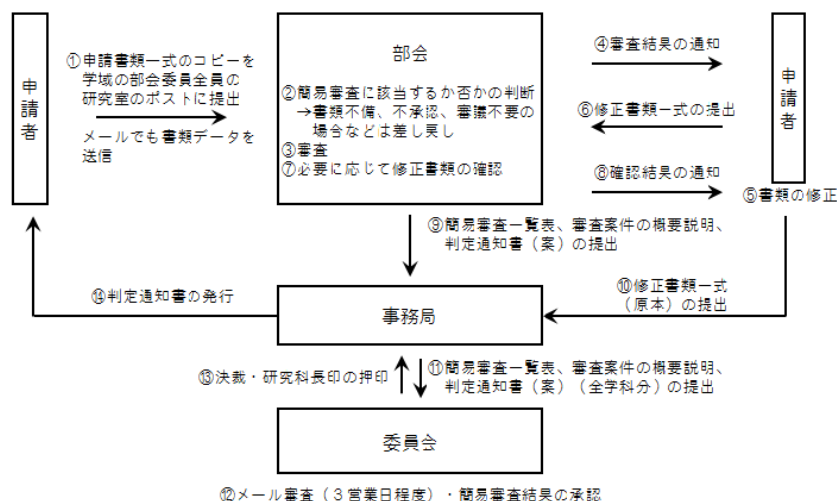 申請者
①申請書類一式のコピーを
学域の部会委員全員の
研究室のポストに提出
メールでも書類データを
送信
部会
②簡易審査に該当するか否かの判断
→書類不備、不承認、審議不要の
場合などは差し戻し
③審査
⑦必要に応じて修正書類の確認
④審査結果の通知
⑥修正書類一式の提出
⑧確認結果の通知
申請者
⑤書類の修正
⑨簡易審査一覧表、審査案件の概要説明、
判定通知書（案）の提出
⑩修正書類一式
（原本）の提出
⑭判定通知書の発行
事務局
⑬決裁・研究科長印の押印
⑪簡易審査一覧表、審査案件の概要説明、
判定通知書（案）（全学科分）の提出
委員会
⑫メール審査（３営業日程度）・簡易審査結果の承認